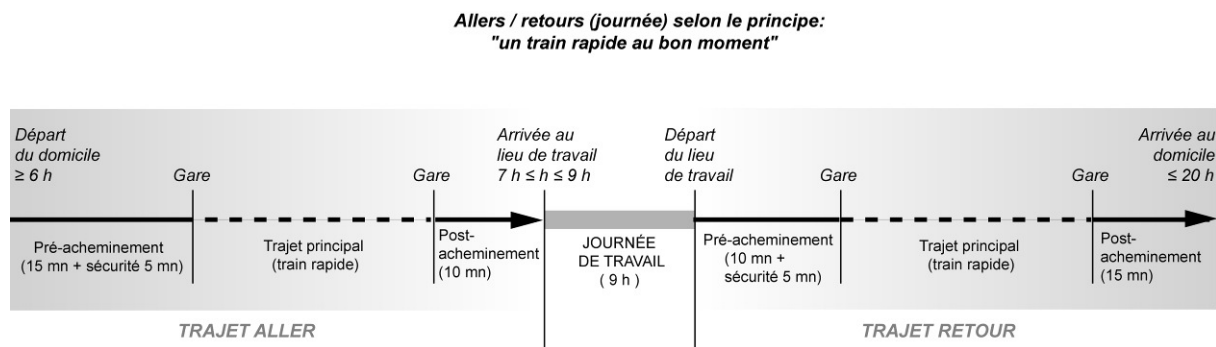 Allers / retours (journée) selon le principe:
"un train rapide au bon moment"
Départ
du domicile
≥ 6 h
Gare
Gare
Arrivée au
lieu de travail
7 h ≤ h ≤ 9 h
Départ
du lieu
de travail
Gare
Gare
Arrivée au
domicile
≤ 20 h
Pré-acheminement
(15 mn + sécurité 5 mn)
Trajet principal
(train rapide)
Post-
acheminement
(10 mn)
JOURNÉE
DE TRAVAIL
( 9 h )
Pré-acheminement
(10 mn +
sécurité 5 mn)
Trajet principal
(train rapide)
Post-
acheminement
(15 mn)
TRAJET ALLER
TRAJET RETOUR